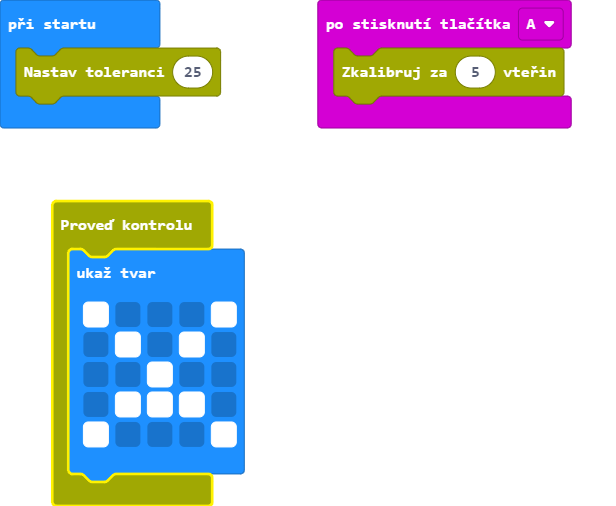 při startu
Nastav toleranci 25
po stisknutí tlačítka A
Zkalibruj za 5 vteřin
Proveď kontrolu
ukaž tvar